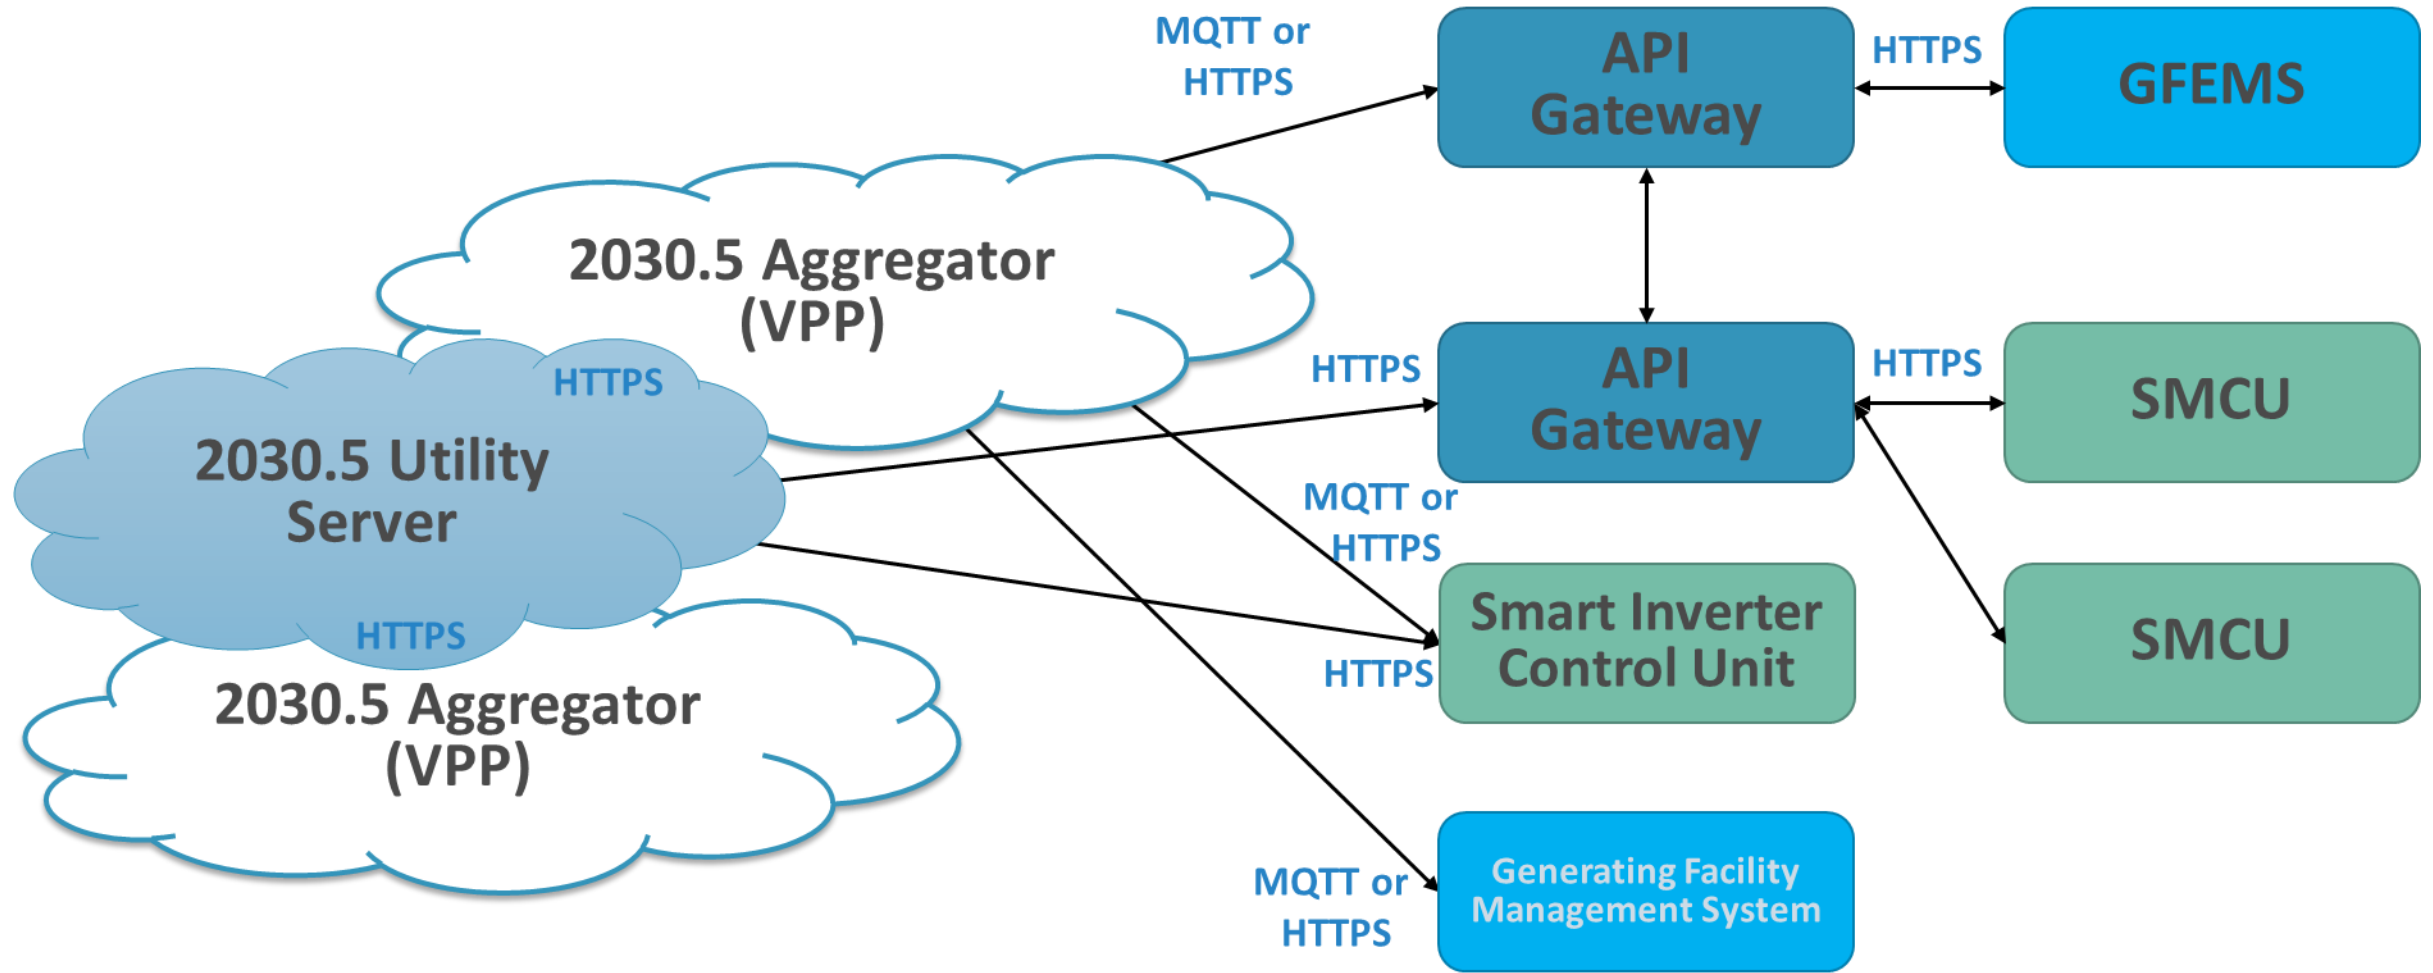 MQTT or
HTTPS
API
Gateway
HTTPS
GFEMS
2030.5 Aggregator
(VPP)
HTTPS
API
Gateway
HTTPS
SMCU
HTTPS
2030.5 Utility
Server
MQTT or
HTTPS
Smart Inverter
Control Unit
SMCU
HTTPS
HTTPS
2030.5 Aggregator
(VPP)
MQTT or
HTTPS
Generating Facility
Management System